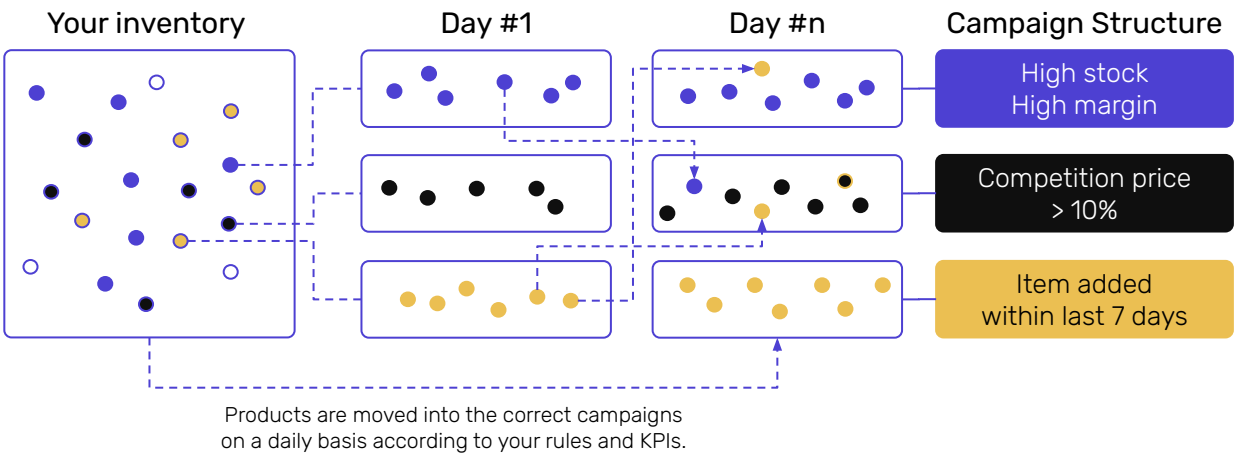 Your inventory
Day #1
Day #n
Campaign Structure
High stock
High margin
Competition price
> 10%
Item added
within last 7 days
Products are moved into the correct campaigns
on a daily basis according to your rules and KPIs.